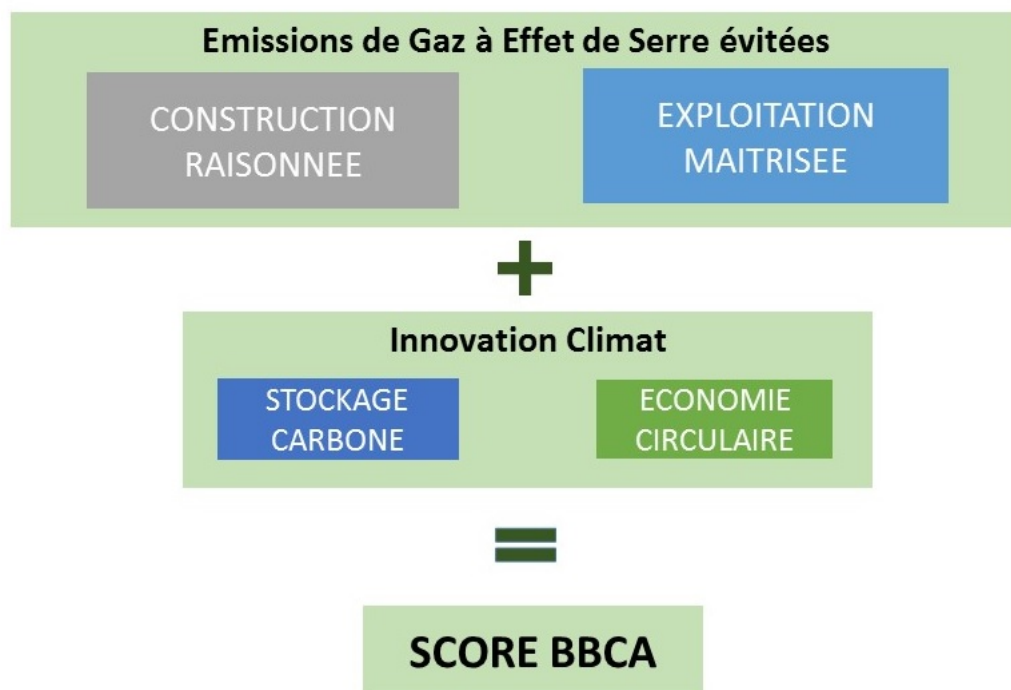 Emissions de Gaz à Effet de Serre évitées
CONSTRUCTION
RAISONNEE
EXPLOITATION
MAITRISEE
+
Innovation Climat
STOCKAGE
CARBONE
ECONOMIE
CIRCULAIRE
=
SCORE BBCA